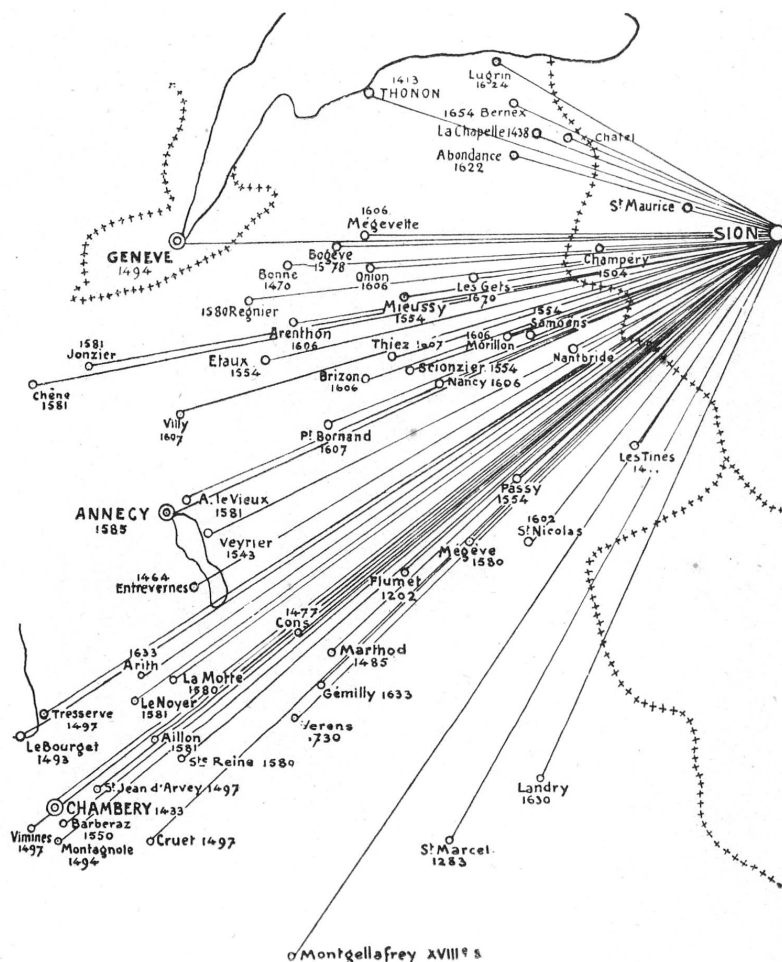 Lugrin
1624
1413
THONON
1654 Bernex
La Chapelle 1438
Chatel
Abondance
1622
St Maurice
1606
Mégevette
SION
GENEVE
1494
Bogève
1578
Champéry
1504
Bonne
1470
Onion
1606
Les Gets
1670
1580 Regnier
Mieussy
1554
1554
Samoëns
Arenthon
1606
1606
Morillon
1581
Jonzier
Etaux
1554
Thiez 1607
Nantbride
Scionzier 1554
Brizon
1606
Nancy 1606
Chêne
1581
Villy
1607
Pt Bornand
1607
Les Tines
14..
Passy
1554
A. le Vieux
1581
ANNECY
1585
Veyrier
1543
1602
St Nicolas
Megève
1580
1464
Entrevernes
Flumet
1202
1477
Cons
1633
Arith
Marthod
1485
La Motte
1580
Gémilly 1633
Le Noyer
1581
Tresserve
1497
Le Bourget
1493
Aillon
1581
Ste Reine 1580
Landry
1630
St Jean d'Arvey 1497
CHAMBERY 1433
Barberaz
1550
Vimines
1497
Montagnole
1494
Cruet 1497
St Marcel
1283
Montgellafrey XVIIIe s